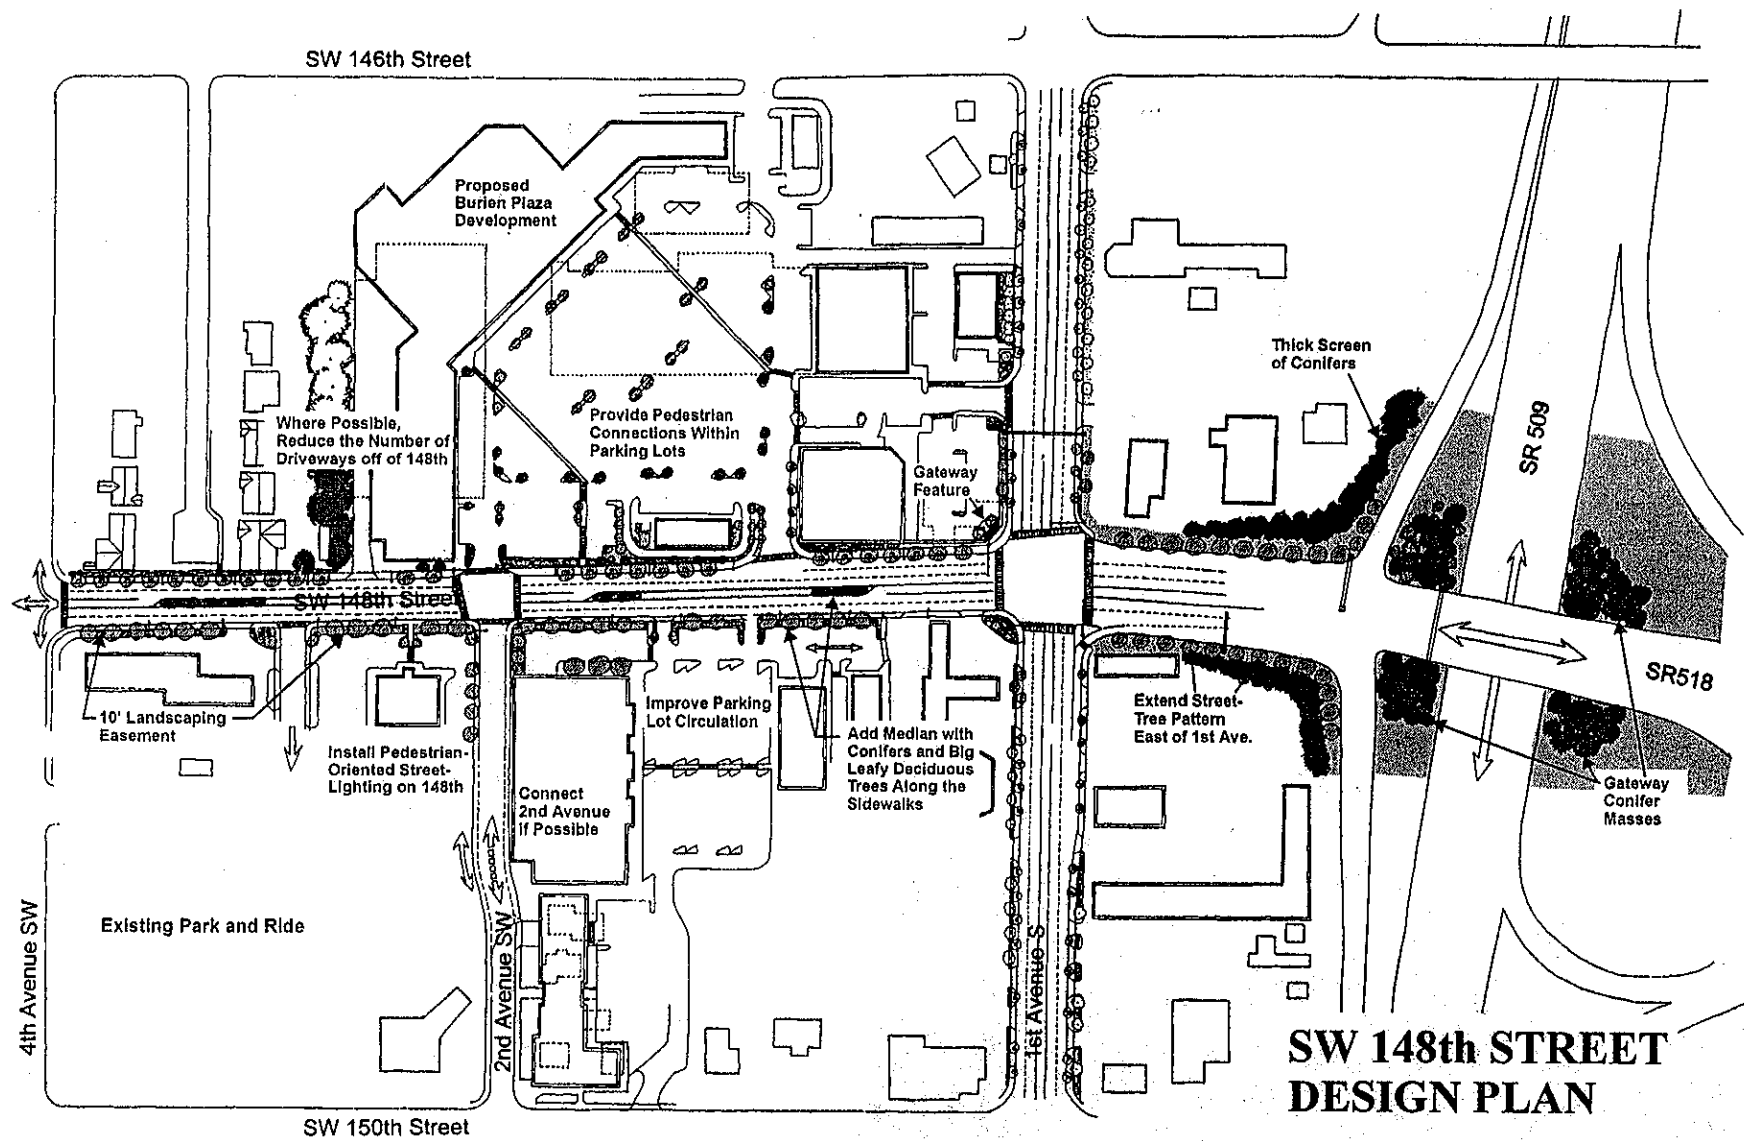 SW 146th Street
Proposed
Burien Plaza
Development
Thick Screen
of Conifers
SR 509
Where Possible,
Reduce the Number of
Driveways off of 148th
Provide Pedestrian
Connections Within
Parking Lots
Gateway
Feature
SW 148th Street
SR518
10' Landscaping
Easement
Install Pedestrian-
Oriented Street-
Lighting on 148th
Improve Parking
Lot Circulation
Add Median with
Conifers and Big
Leafy Deciduous
Trees Along the
Sidewalks
Extend Street-
Tree Pattern
East of 1st Ave.
Connect
2nd Avenue
if Possible
Gateway
Conifer
Masses
Existing Park and Ride
4th Avenue SW
2nd Avenue SW
1st Avenue S
SW 150th Street
SW 148th STREET
DESIGN PLAN